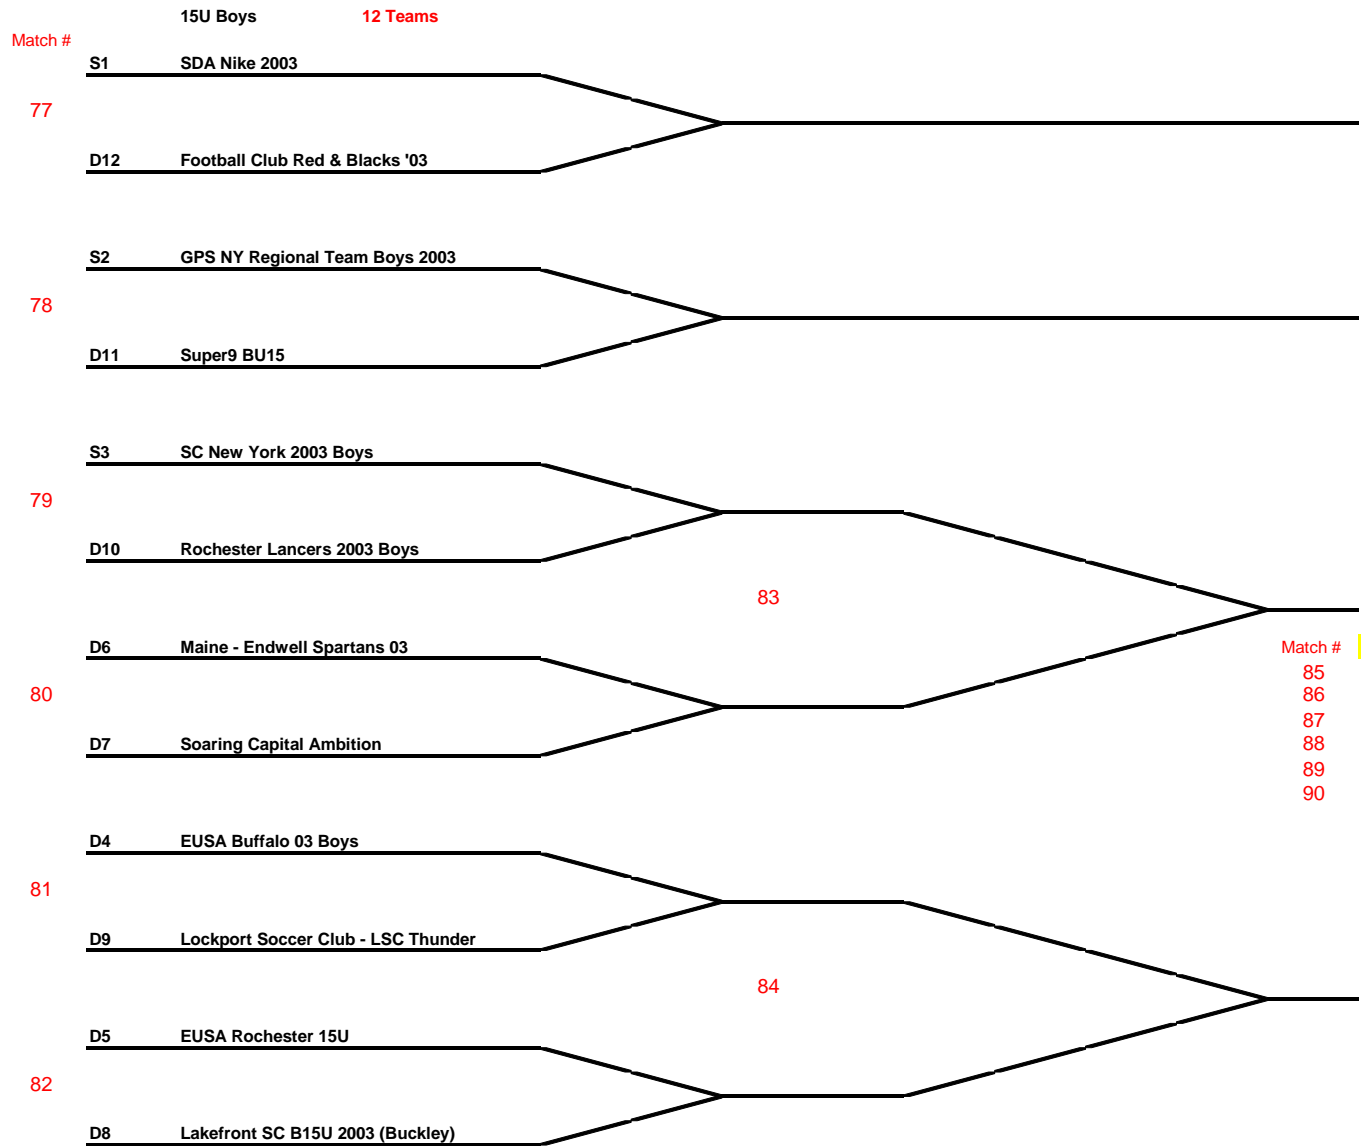 15U Boys 12 Teams
Match #
S1 SDA Nike 2003
77
D12 Football Club Red & Blacks '03
S2 GPS NY Regional Team Boys 2003
78
D11 Super9 BU15
S3 SC New York 2003 Boys
79
D10 Rochester Lancers 2003 Boys
83
D6 Maine - Endwell Spartans 03
Match #
85
80
86
87
D7 Soaring Capital Ambition
88
89
90
D4 EUSA Buffalo 03 Boys
81
D9 Lockport Soccer Club - LSC Thunder
84
D5 EUSA Rochester 15U
82
D8 Lakefront SC B15U 2003 (Buckley)